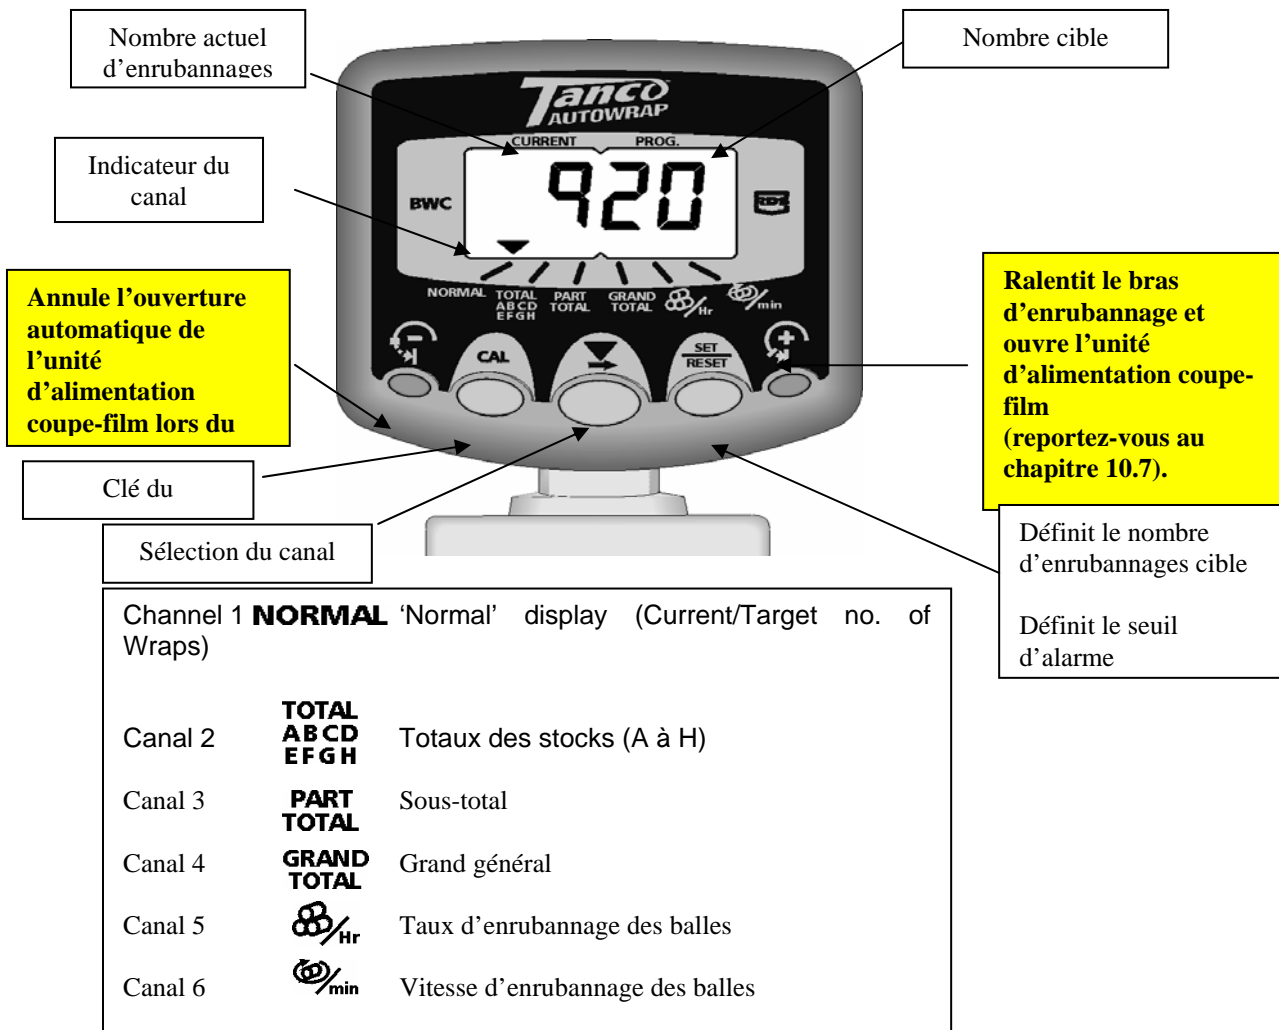 Nombre actuel
d'enrubannages
Nombre cible
Tanco
AUTOWRAP
CURRENT PROG.
Indicateur du
canal
BWC
920
RDS
NORMAL
TOTAL
ABCD
EFGH
PART
TOTAL
GRAND
TOTAL
/Hr
/min
Annule l’ouverture
automatique de
l’unité
d’alimentation
coupe-film lors du
Ralentit le bras
d’enrubannage et
ouvre l’unité
d’alimentation coupe-
film
(reportez-vous au
chapitre 10.7).
CAL
SET
RESET
Clé du
Sélection du canal
Définit le nombre
d’enrubannages cible
Définit le seuil
d’alarme
Channel 1 NORMAL ‘Normal’ display (Current/Target no. of
Wraps)
Canal 2 TOTAL ABCD EFGH Totaux des stocks (A à H)
Canal 3 PART TOTAL Sous-total
Canal 4 GRAND TOTAL Grand général
Canal 5 /Hr Taux d’enrubannage des balles
Canal 6 /min Vitesse d’enrubannage des balles